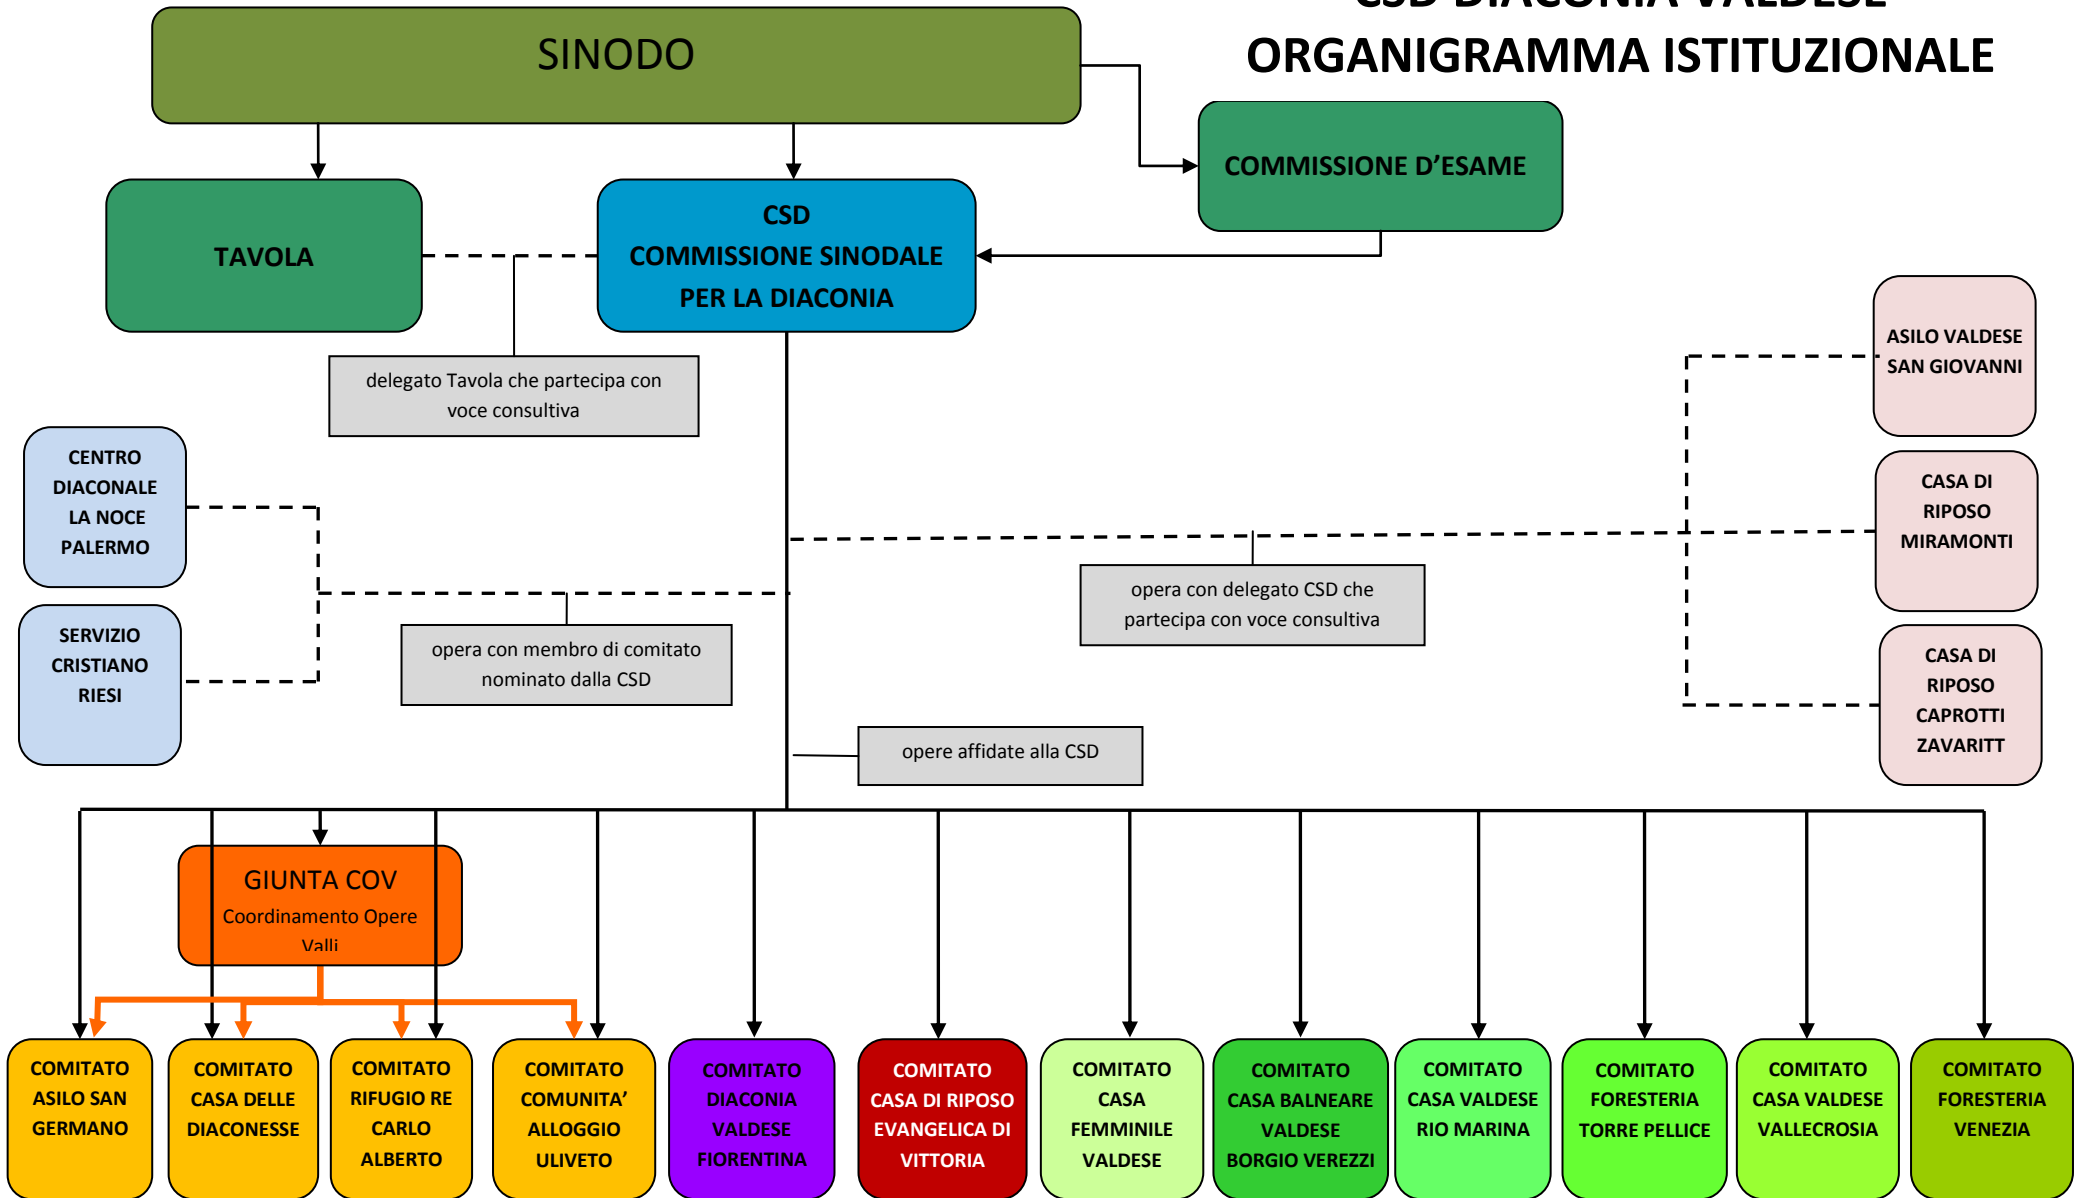 CSD DIACONIA VALDESE
ORGANIGRAMMA ISTITUZIONALE
SINODO
COMMISSIONE D’ESAME
TAVOLA
CSD
COMMISSIONE SINODALE
PER LA DIACONIA
delegato Tavola che partecipa con
voce consultiva
ASILO VALDESE
SAN GIOVANNI
CENTRO
DIACONALE
LA NOCE
PALERMO
CASA DI
RIPOSO
MIRAMONTI
opera con delegato CSD che
partecipa con voce consultiva
SERVIZIO
CRISTIANO
RIESI
opera con membro di comitato
nominato dalla CSD
CASA DI
RIPOSO
CAPROTTI
ZAVARITT
opere affidate alla CSD
GIUNTA COV
Coordinamento Opere
Valli
COMITATO
ASILO SAN
GERMANO
COMITATO
CASA DELLE
DIACONESSE
COMITATO
RIFUGIO RE
CARLO
ALBERTO
COMITATO
COMUNITA’
ALLOGGIO
ULIVETO
COMITATO
DIACONIA
VALDESE
FIORENTINA
COMITATO
CASA DI RIPOSO
EVANGELICA DI
VITTORIA
COMITATO
CASA
FEMMINILE
VALDESE
COMITATO
CASA BALNEARE
VALDESE
BORGIO VEREZZI
COMITATO
CASA VALDESE
RIO MARINA
COMITATO
FORESTERIA
TORRE PELLICE
COMITATO
CASA VALDESE
VALLECROSIA
COMITATO
FORESTERIA
VENEZIA